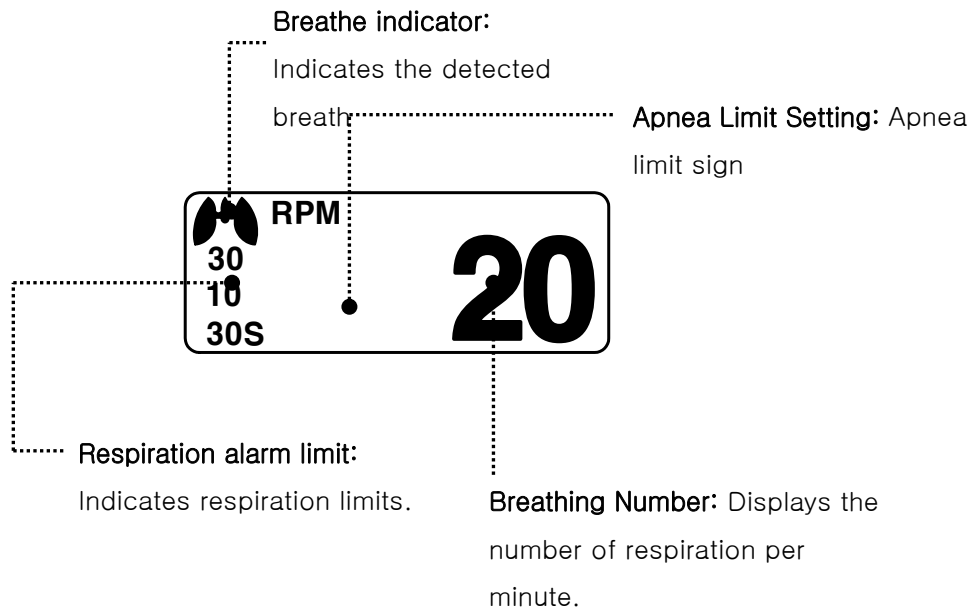 Breathe indicator:
Indicates the detected
breath
Apnea Limit Setting: Apnea
limit sign
RPM
30
10
30S
20
Respiration alarm limit:
Indicates respiration limits.
Breathing Number: Displays the
number of respiration per
minute.